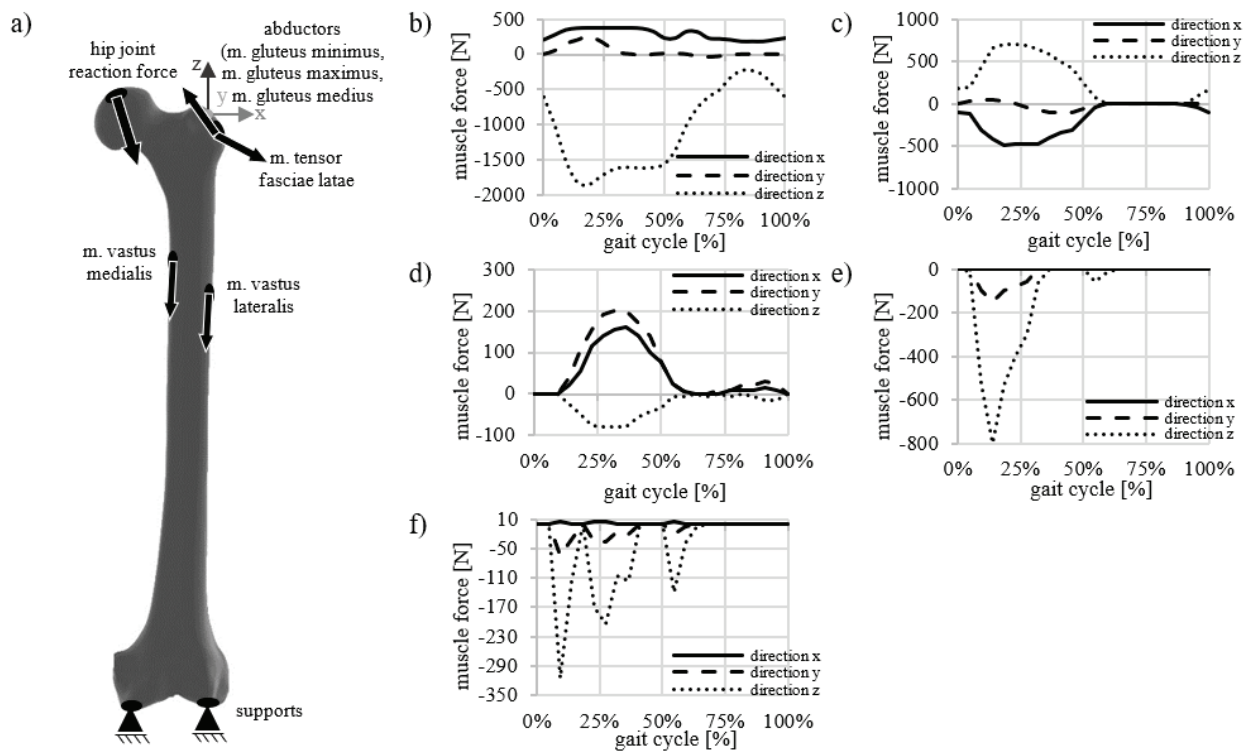 a)
hip joint
reaction force
abductors
(m. gluteus minimus,
m. gluteus maximus,
m. gluteus medius
z
y
x
m. tensor
fasciae latae
m. vastus
medialis
m. vastus
lateralis
supports
b)
muscle force [N]
500
0
-500
-1000
-1500
-2000
direction x
direction y
direction z
0% 25% 50% 75% 100%
gait cycle [%]
c)
muscle force [N]
1000
500
0
-500
-1000
direction x
direction y
direction z
0% 25% 50% 75% 100%
gait cycle [%]
d)
muscle force [N]
300
200
100
0
-100
direction x
direction y
direction z
0% 25% 50% 75% 100%
gait cycle [%]
e)
muscle force [N]
0
-200
-400
-600
-800
direction x
direction y
direction z
0% 25% 50% 75% 100%
gait cycle [%]
f)
muscle force [N]
10
-50
-110
-170
-230
-290
-350
direction x
direction y
direction z
0% 25% 50% 75% 100%
gait cycle [%]